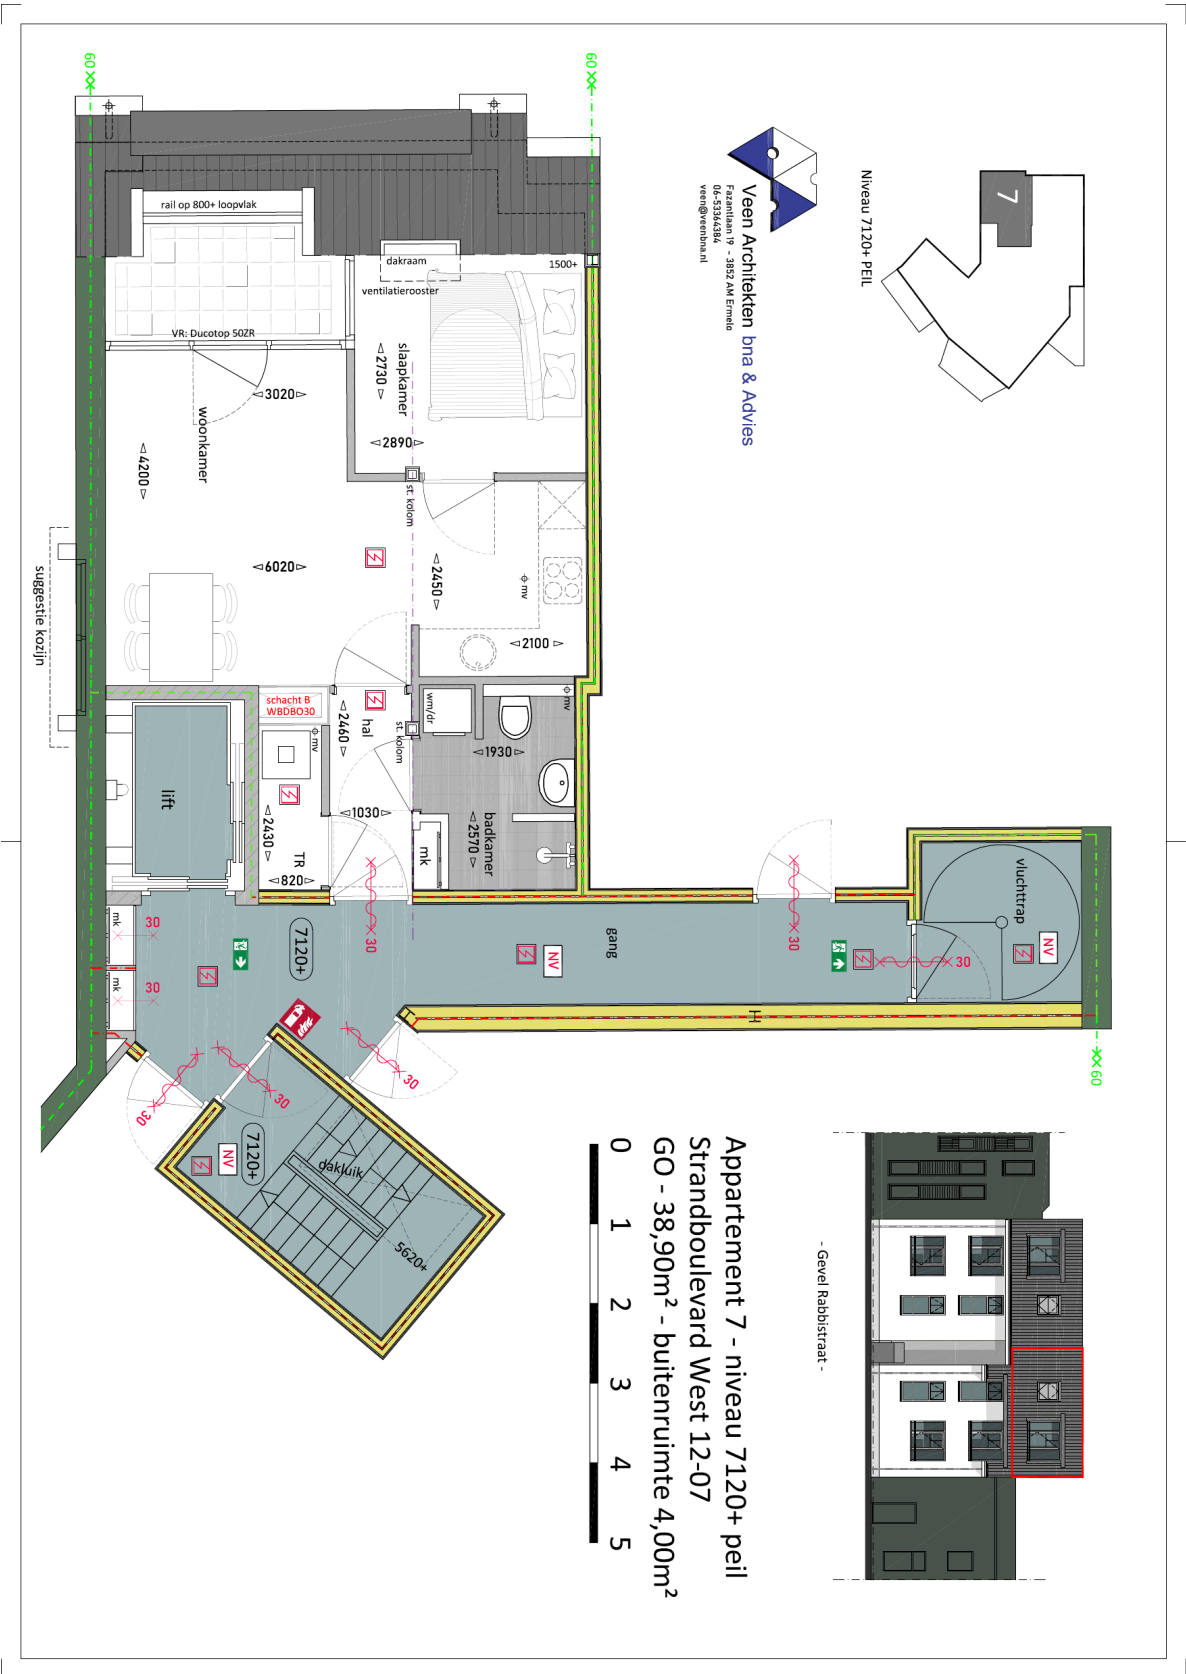 Niveau 7120+ PEIL
7
Veen Architekten bna & Advies
Fazantlaan 19 - 3852 AM Ermelo
06-53364384
veen@veenbna.nl
60
60
rail op 800+ loopvlak
dakraam
1500+
ventilatierooster
VR: Ducotop 50ZR
slaapkamer
2730
3020
woonkamer
2890
4200
st. kolom
6020
2450
mv
2100
suggestie kozijn
schacht B
WBDBO30
hal
2460
st. kolom
wm/dr
mv
1930
mv
lift
2430
TR
820
1030
mk
badkamer
2570
vluchttrap
NV
mk
30
mk
30
7120+
30
gang
NV
30
30
H
60
30
30
30
7120+
NV
dakluik
5620+
Appartement 7 - niveau 7120+ peil
Strandboulevard West 12-07
GO - 38,90m² - buitenruimte 4,00m²
0 1 2 3 4 5
- Gevel Rabbistraat -